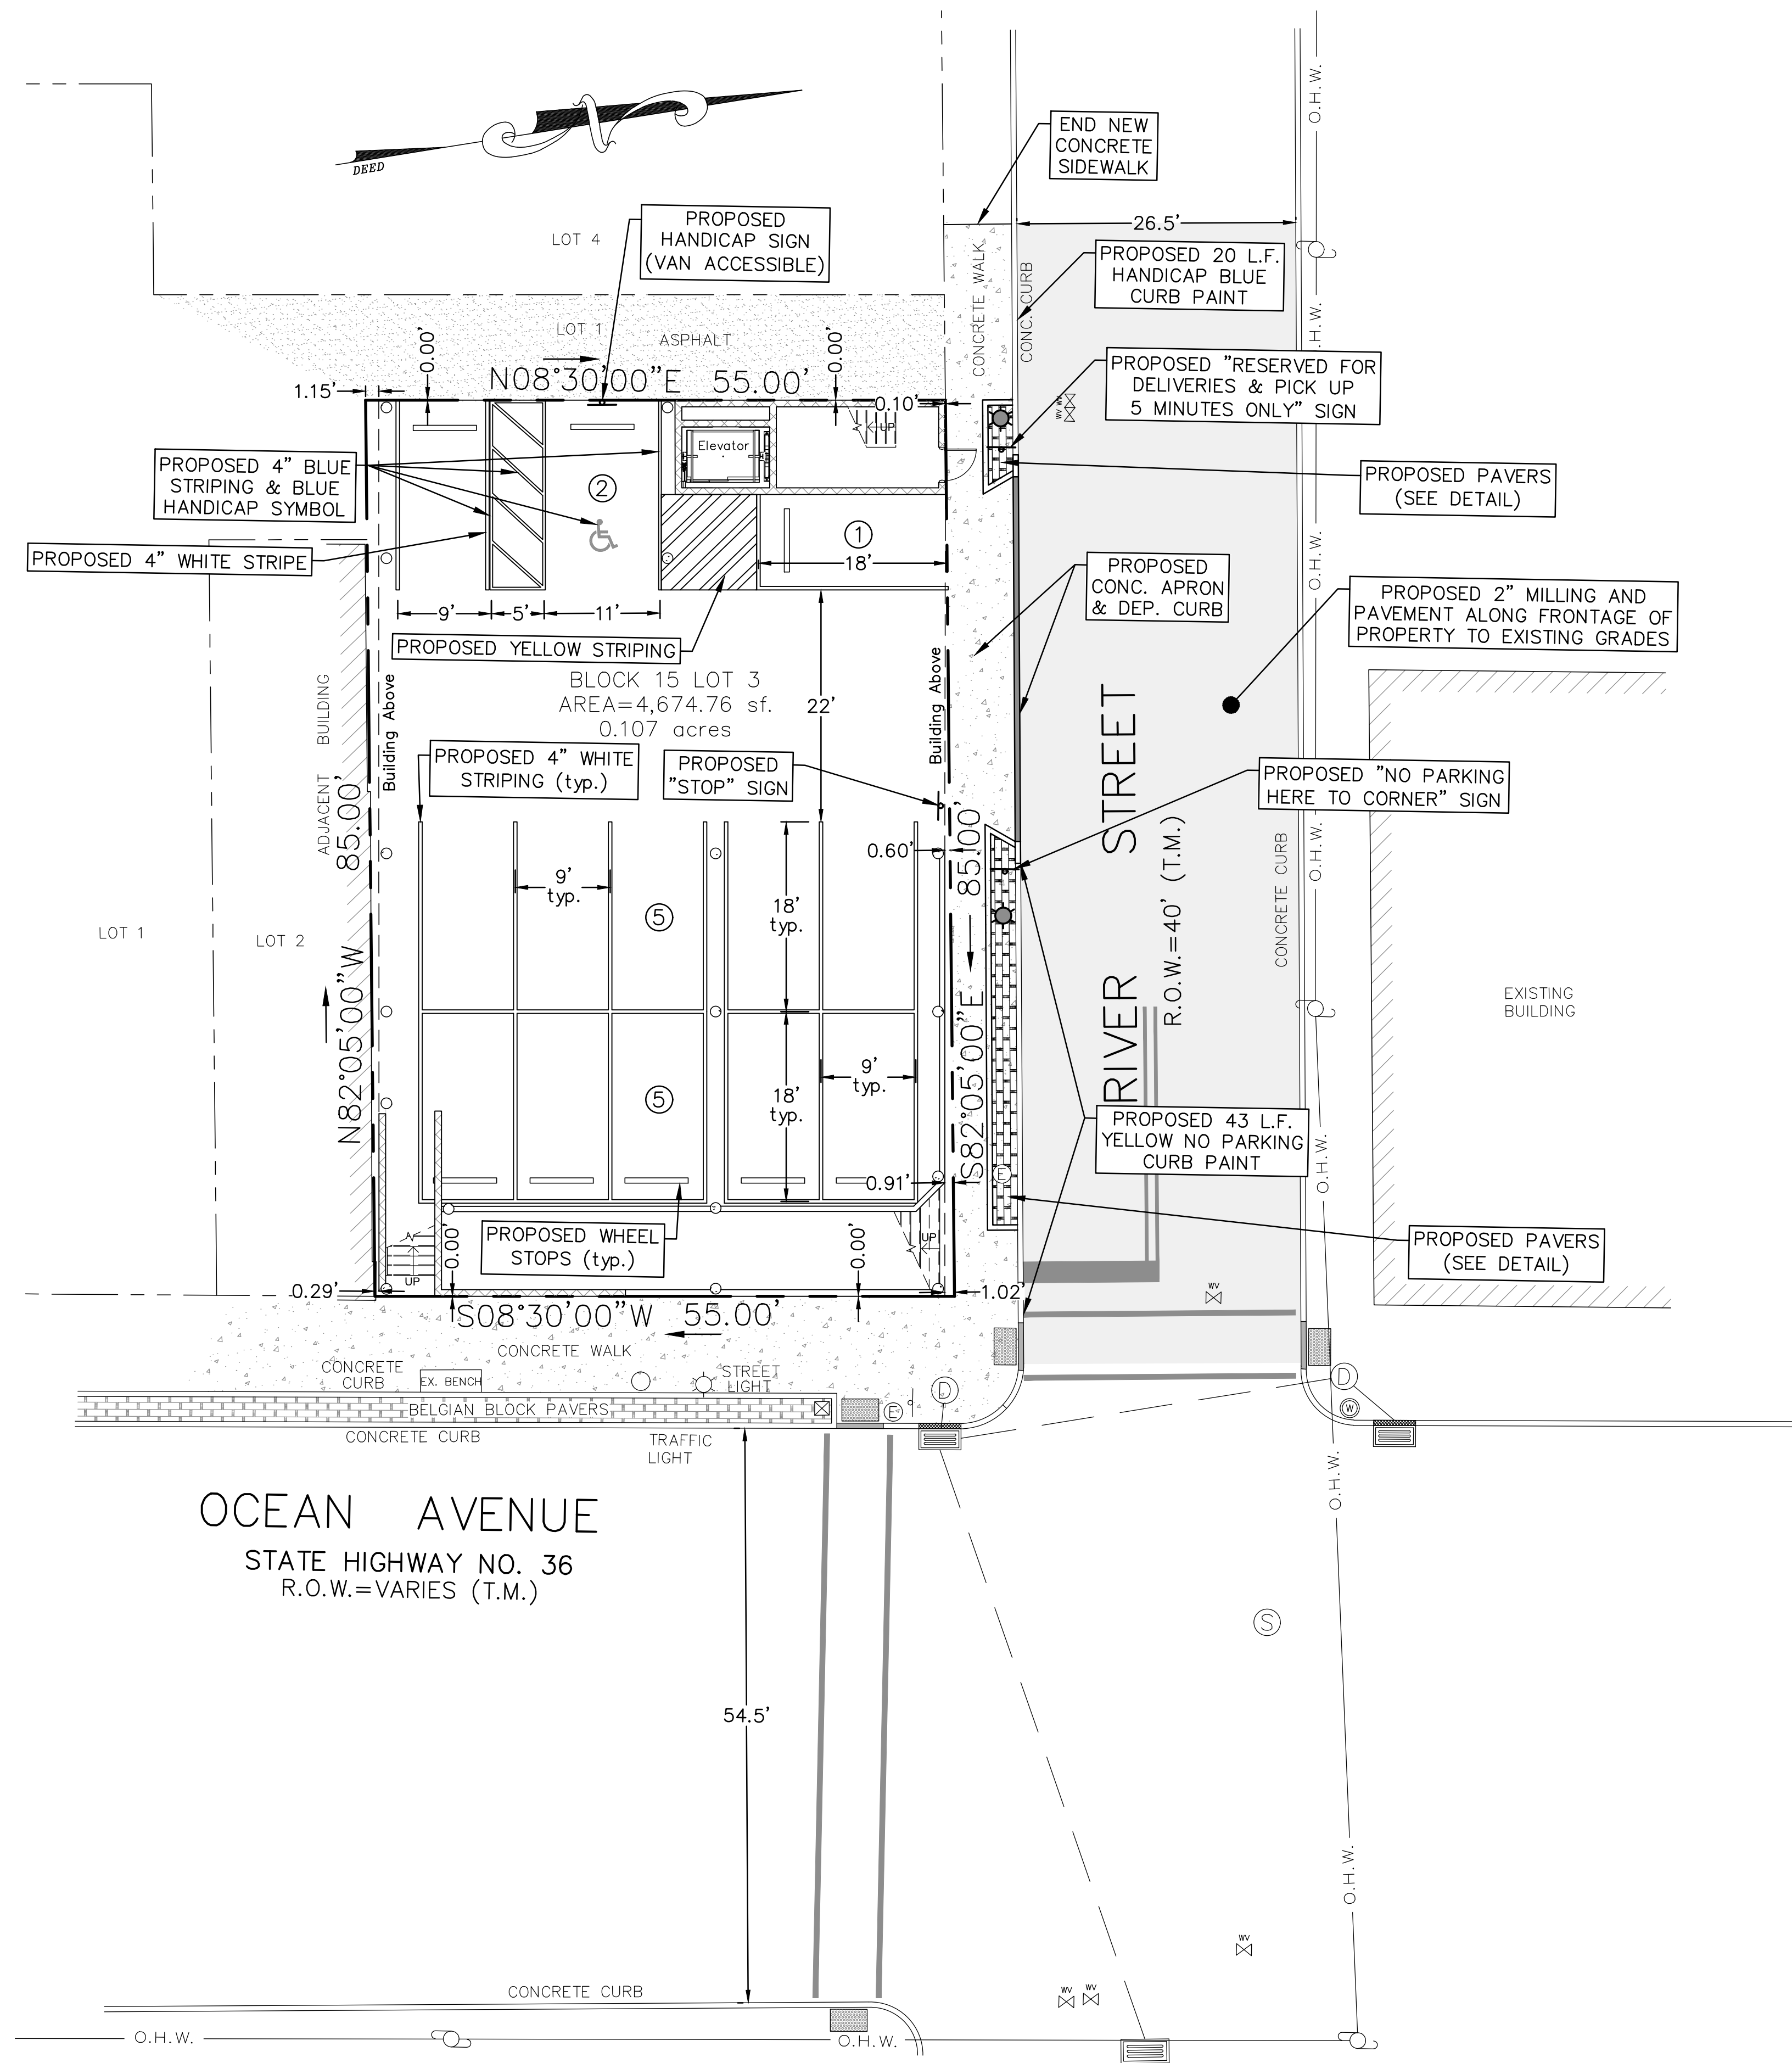 O.H.W.
END NEW
CONCRETE
SIDEWALK
N
DEED
LOT 4
PROPOSED
HANDICAP SIGN
(VAN ACCESSIBLE)
26.5'
CONCRETE WALK
CONC. CURB
PROPOSED 20 L.F.
HANDICAP BLUE
CURB PAINT
O.H.W.
LOT 1
ASPHALT
0.00'
0.00'
N08°30'00"E 55.00'
1.15'
0.10'
PROPOSED "RESERVED FOR
DELIVERIES & PICK UP
5 MINUTES ONLY" SIGN
WV WV
UP
Elevator
PROPOSED 4" BLUE
STRIPING & BLUE
HANDICAP SYMBOL
2
PROPOSED PAVERS
(SEE DETAIL)
1
18'
PROPOSED 4" WHITE STRIPE
O.H.W.
PROPOSED
CONC. APRON
& DEP. CURB
PROPOSED 2" MILLING AND
PAVEMENT ALONG FRONTAGE OF
PROPERTY TO EXISTING GRADES
9'
5'
11'
PROPOSED YELLOW STRIPING
BLOCK 15 LOT 3
AREA=4,674.76 sf.
0.107 acres
22'
ADJACENT BUILDING
Building Above
Building Above
PROPOSED 4" WHITE
STRIPING (typ.)
PROPOSED
"STOP" SIGN
PROPOSED "NO PARKING
HERE TO CORNER" SIGN
RIVER STREET
R.O.W.=40' (T.M.)
CONCRETE CURB
O.H.W.
0.60'
N82°05'00"W 85.00'
S82°05'00"E 85.00'
9'
typ.
5
18'
typ.
LOT 1
LOT 2
EXISTING
BUILDING
5
18'
typ.
9'
typ.
PROPOSED 43 L.F.
YELLOW NO PARKING
CURB PAINT
O.H.W.
E
0.91'
PROPOSED WHEEL
STOPS (typ.)
0.00'
0.00'
UP
UP
PROPOSED PAVERS
(SEE DETAIL)
0.29'
1.02'
WV
S08°30'00"W 55.00'
CONCRETE WALK
CONCRETE
CURB
EX. BENCH
STREET
LIGHT
D
D
BELGIAN BLOCK PAVERS
E
W
CONCRETE CURB
TRAFFIC
LIGHT
O.H.W.
OCEAN AVENUE
STATE HIGHWAY NO. 36
R.O.W.=VARIES (T.M.)
S
54.5'
O.H.W.
WV
CONCRETE CURB
WV
WV
O.H.W.
O.H.W.